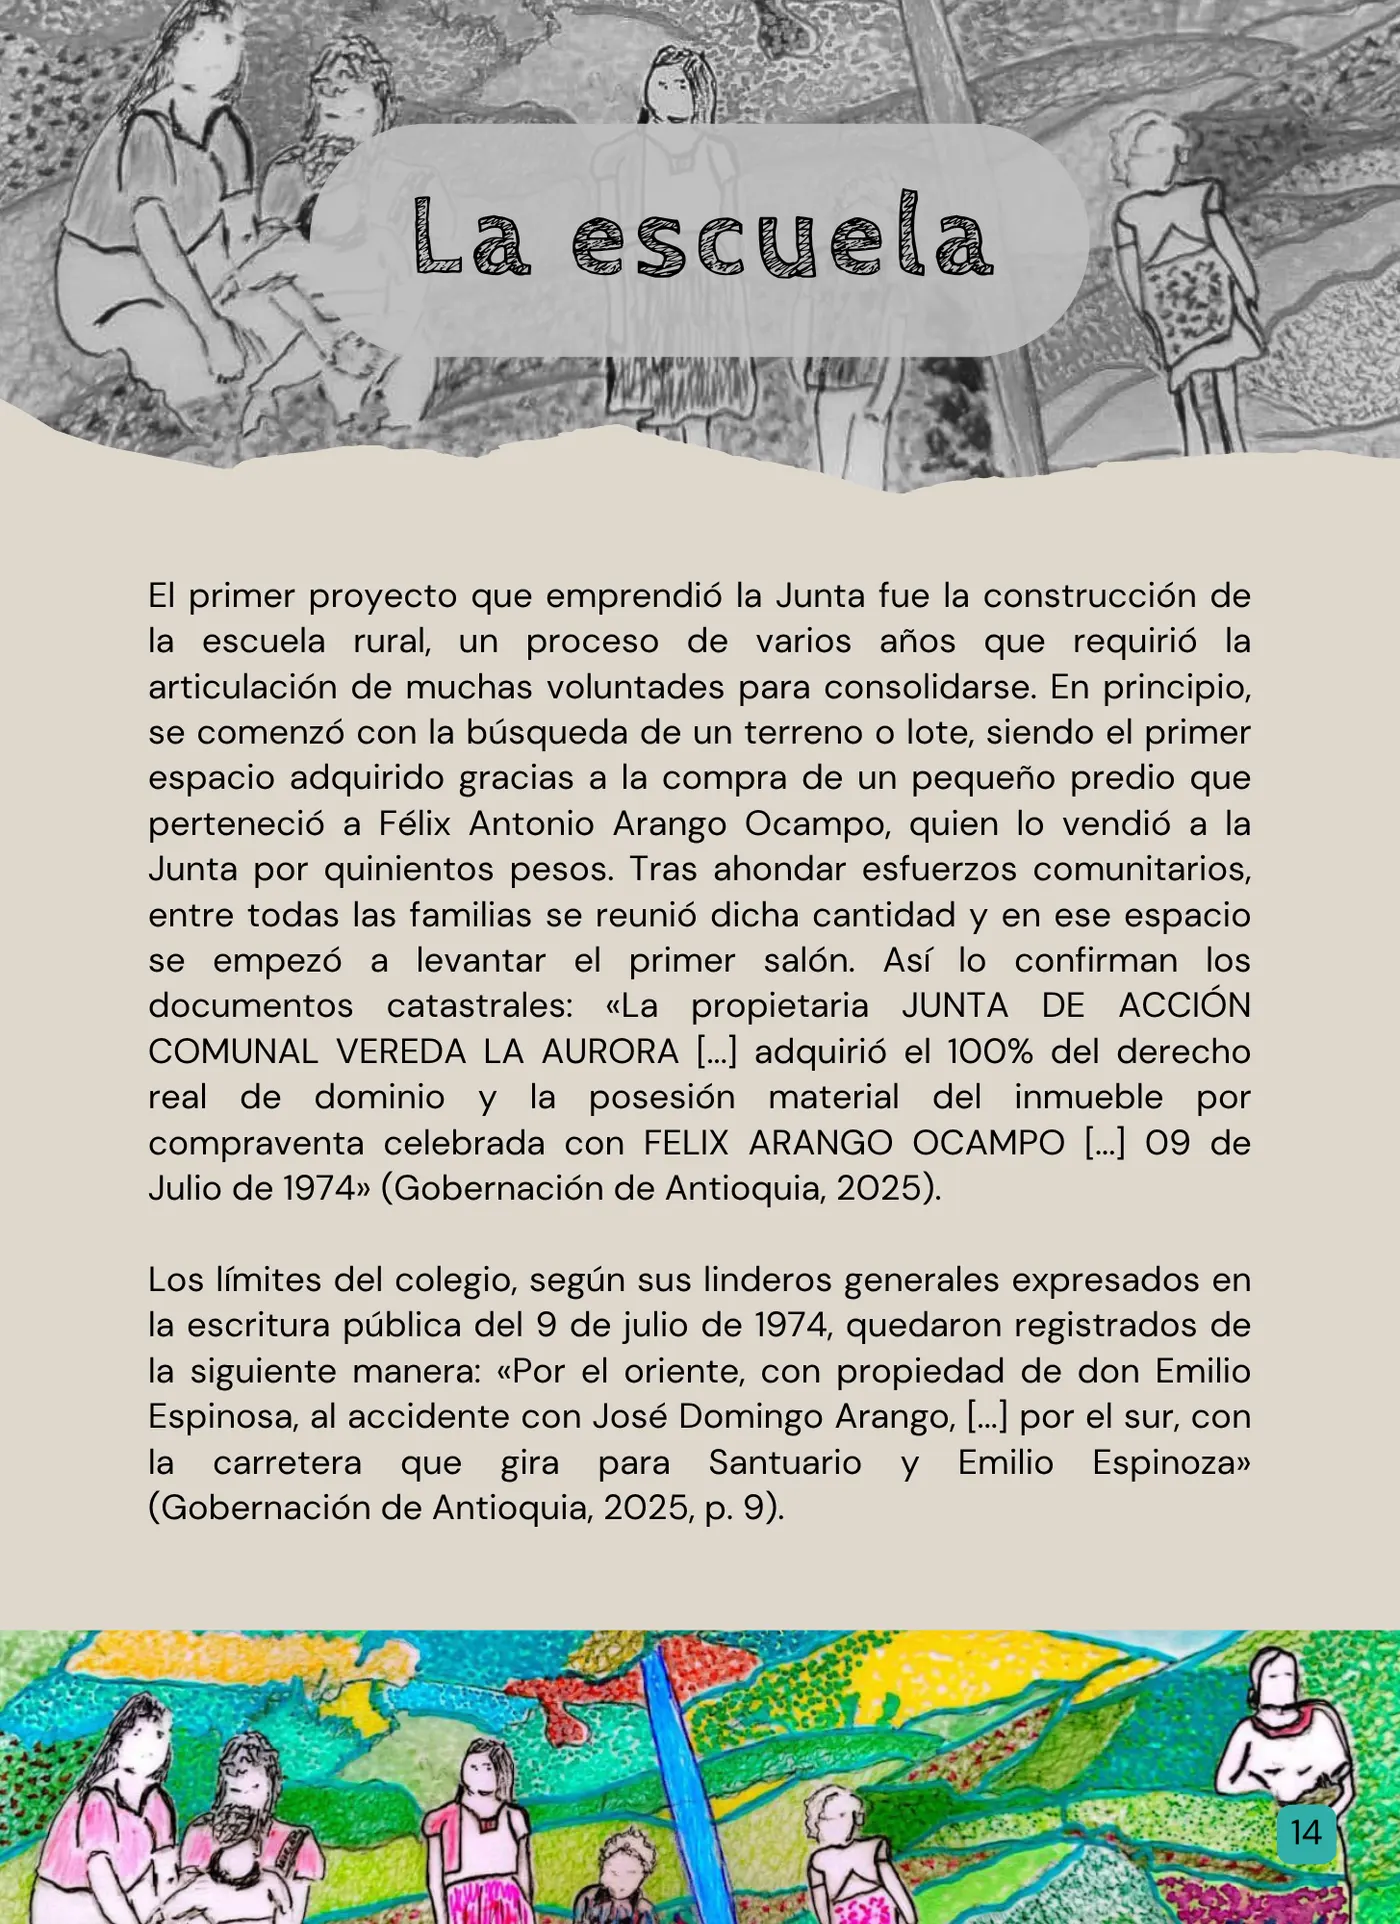 La escuela
El primer proyecto que emprendió la Junta fue la construcción de
la escuela rural, un proceso de varios años que requirió la
articulación de muchas voluntades para consolidarse. En principio,
se comenzó con la búsqueda de un terreno o lote, siendo el primer
espacio adquirido gracias a la compra de un pequeño predio que
perteneció a Félix Antonio Arango Ocampo, quien lo vendió a la
Junta por quinientos pesos. Tras ahondar esfuerzos comunitarios,
entre todas las familias se reunió dicha cantidad y en ese espacio
se empezó a levantar el primer salón. Así lo confirman los
documentos catastrales: «La propietaria JUNTA DE ACCIÓN
COMUNAL VEREDA LA AURORA [...] adquirió el 100% del derecho
real de dominio y la posesión material del inmueble por
compraventa celebrada con FELIX ARANGO OCAMPO [...] 09 de
Julio de 1974» (Gobernación de Antioquia, 2025).
Los límites del colegio, según sus linderos generales expresados en
la escritura pública del 9 de julio de 1974, quedaron registrados de
la siguiente manera: «Por el oriente, con propiedad de don Emilio
Espinosa, al accidente con José Domingo Arango, [...] por el sur, con
la carretera que gira para Santuario y Emilio Espinoza»
(Gobernación de Antioquia, 2025, p. 9).
14